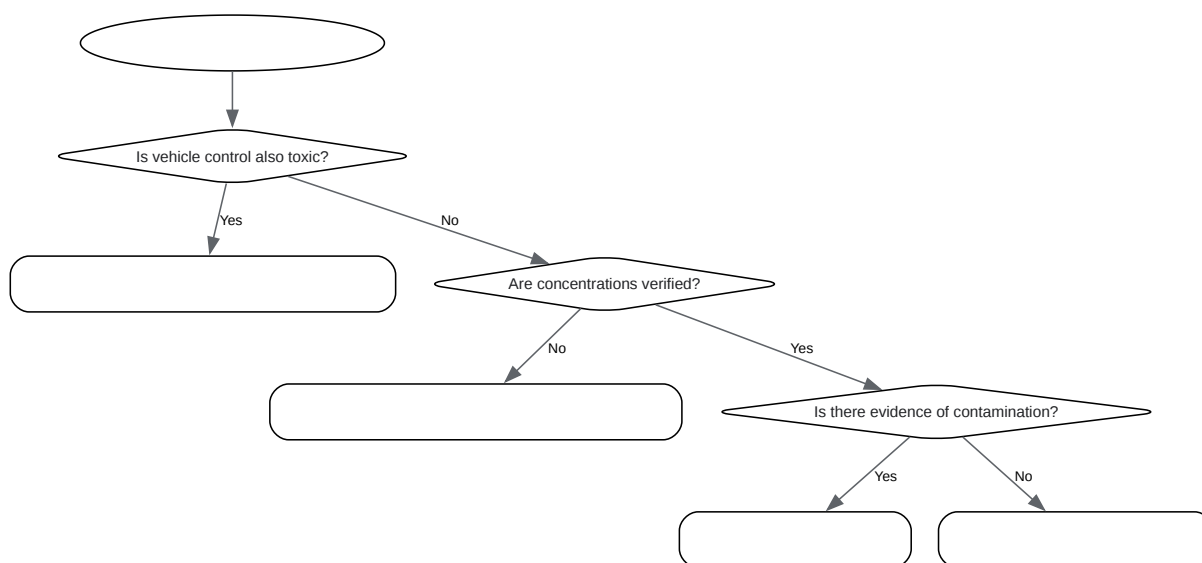 Is vehicle control also toxic?
Yes
No
Are concentrations verified?
No
Yes
Is there evidence of contamination?
Yes
No